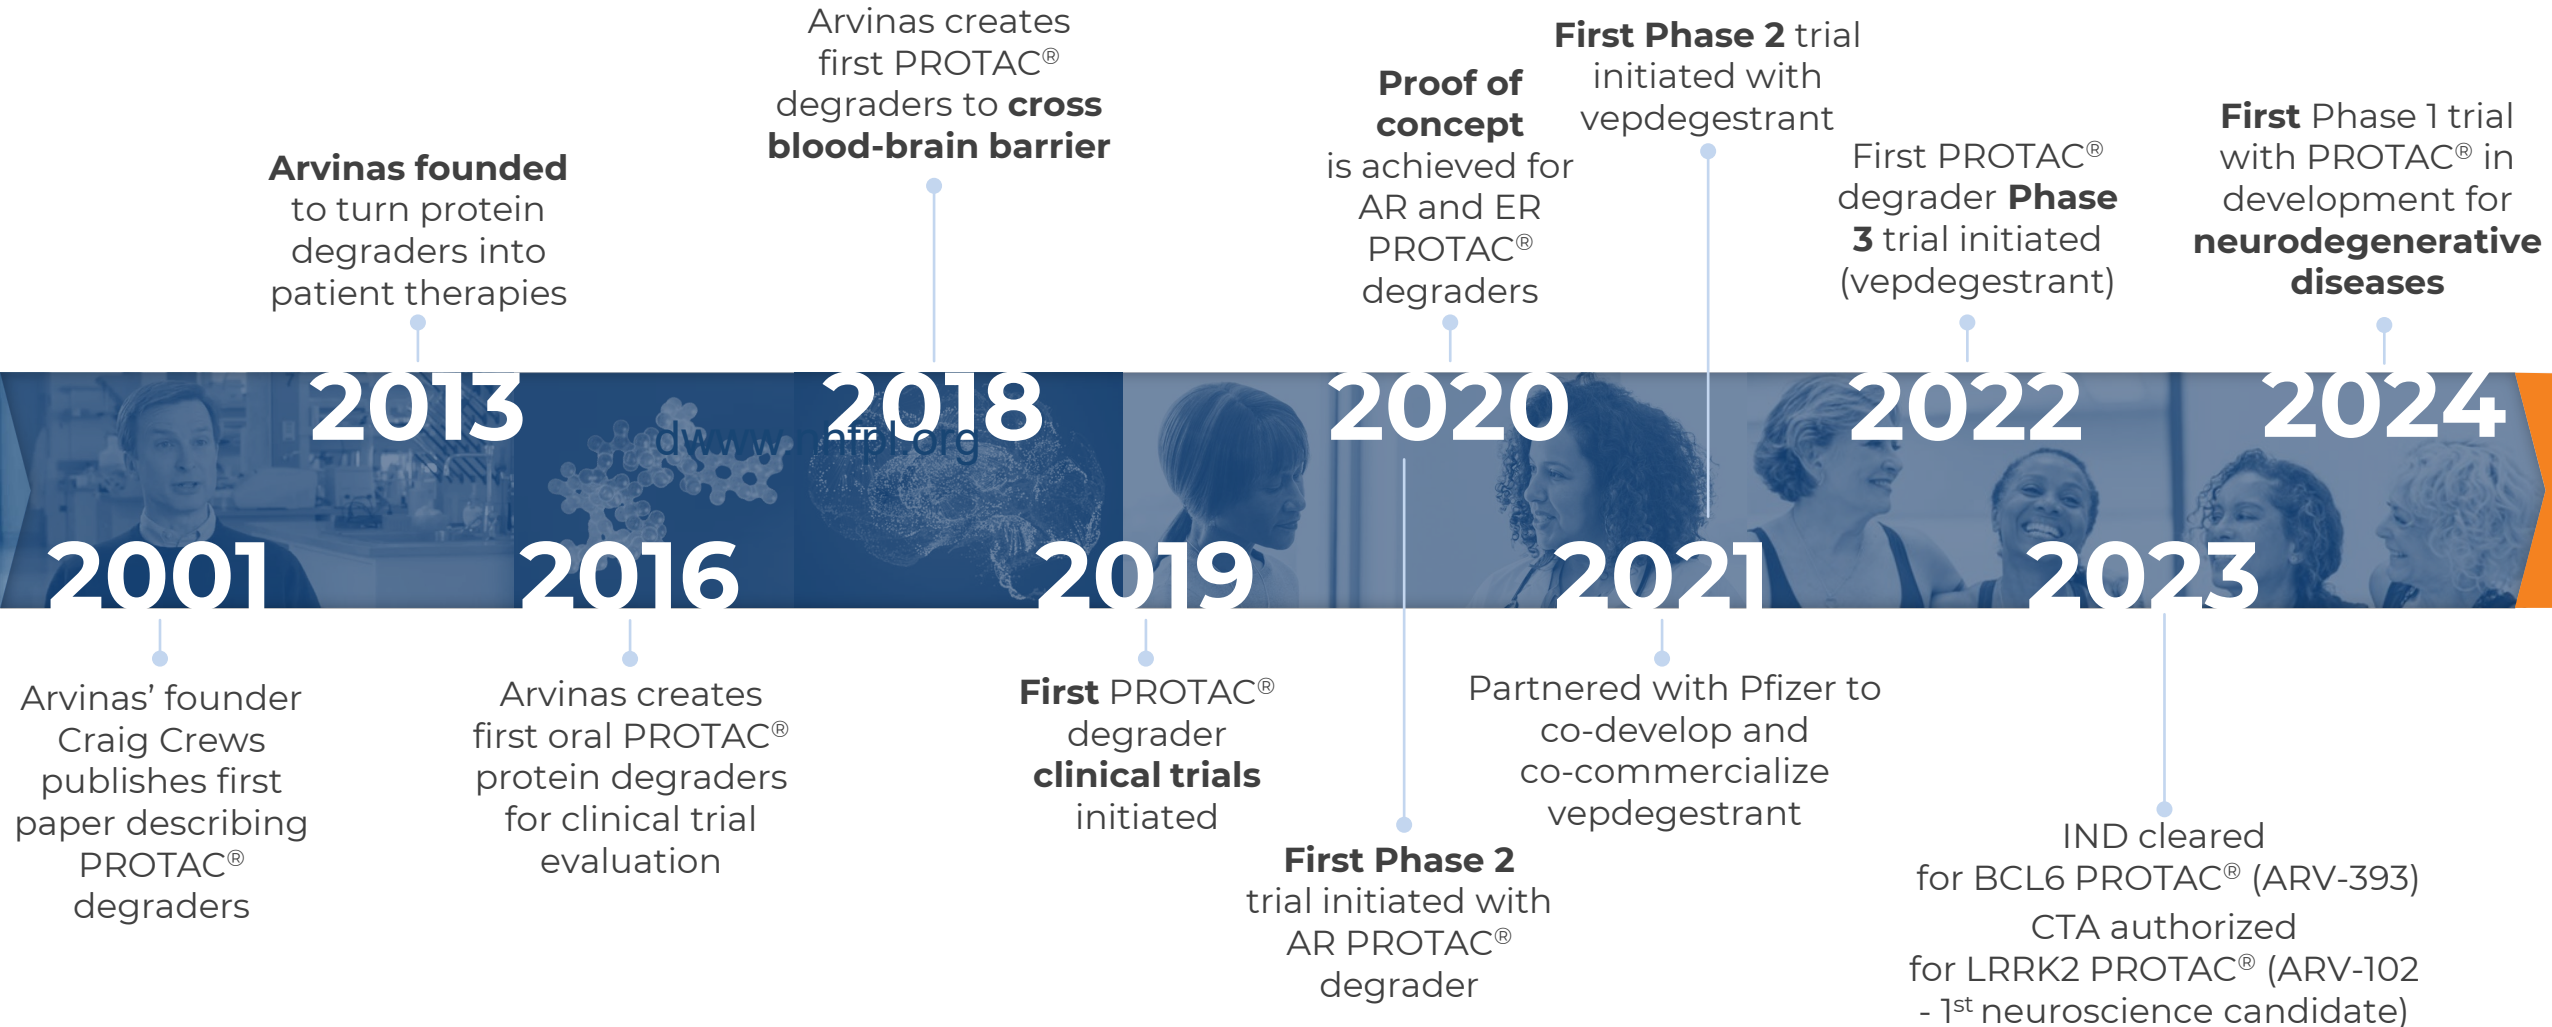 Arvinas creates
first PROTAC®
degraders to cross
blood-brain barrier
First Phase 2 trial
initiated with
vepdegestrant
Proof of
concept
is achieved for
AR and ER
PROTAC®
degraders
First Phase 1 trial
with PROTAC® in
development for
neurodegenerative
diseases
Arvinas founded
to turn protein
degraders into
patient therapies
First PROTAC®
degrader Phase
3 trial initiated
(vepdegestrant)
2013
2018
2020
2022
2024
2001
2016
2019
2021
2023
Arvinas’ founder
Craig Crews
publishes first
paper describing
PROTAC®
degraders
Arvinas creates
first oral PROTAC®
protein degraders
for clinical trial
evaluation
First PROTAC®
degrader
clinical trials
initiated
First Phase 2
trial initiated with
AR PROTAC®
degrader
Partnered with Pfizer to
co-develop and
co-commercialize
vepdegestrant
IND cleared
for BCL6 PROTAC® (ARV-393)
CTA authorized
for LRRK2 PROTAC® (ARV-102
- 1st neuroscience candidate)